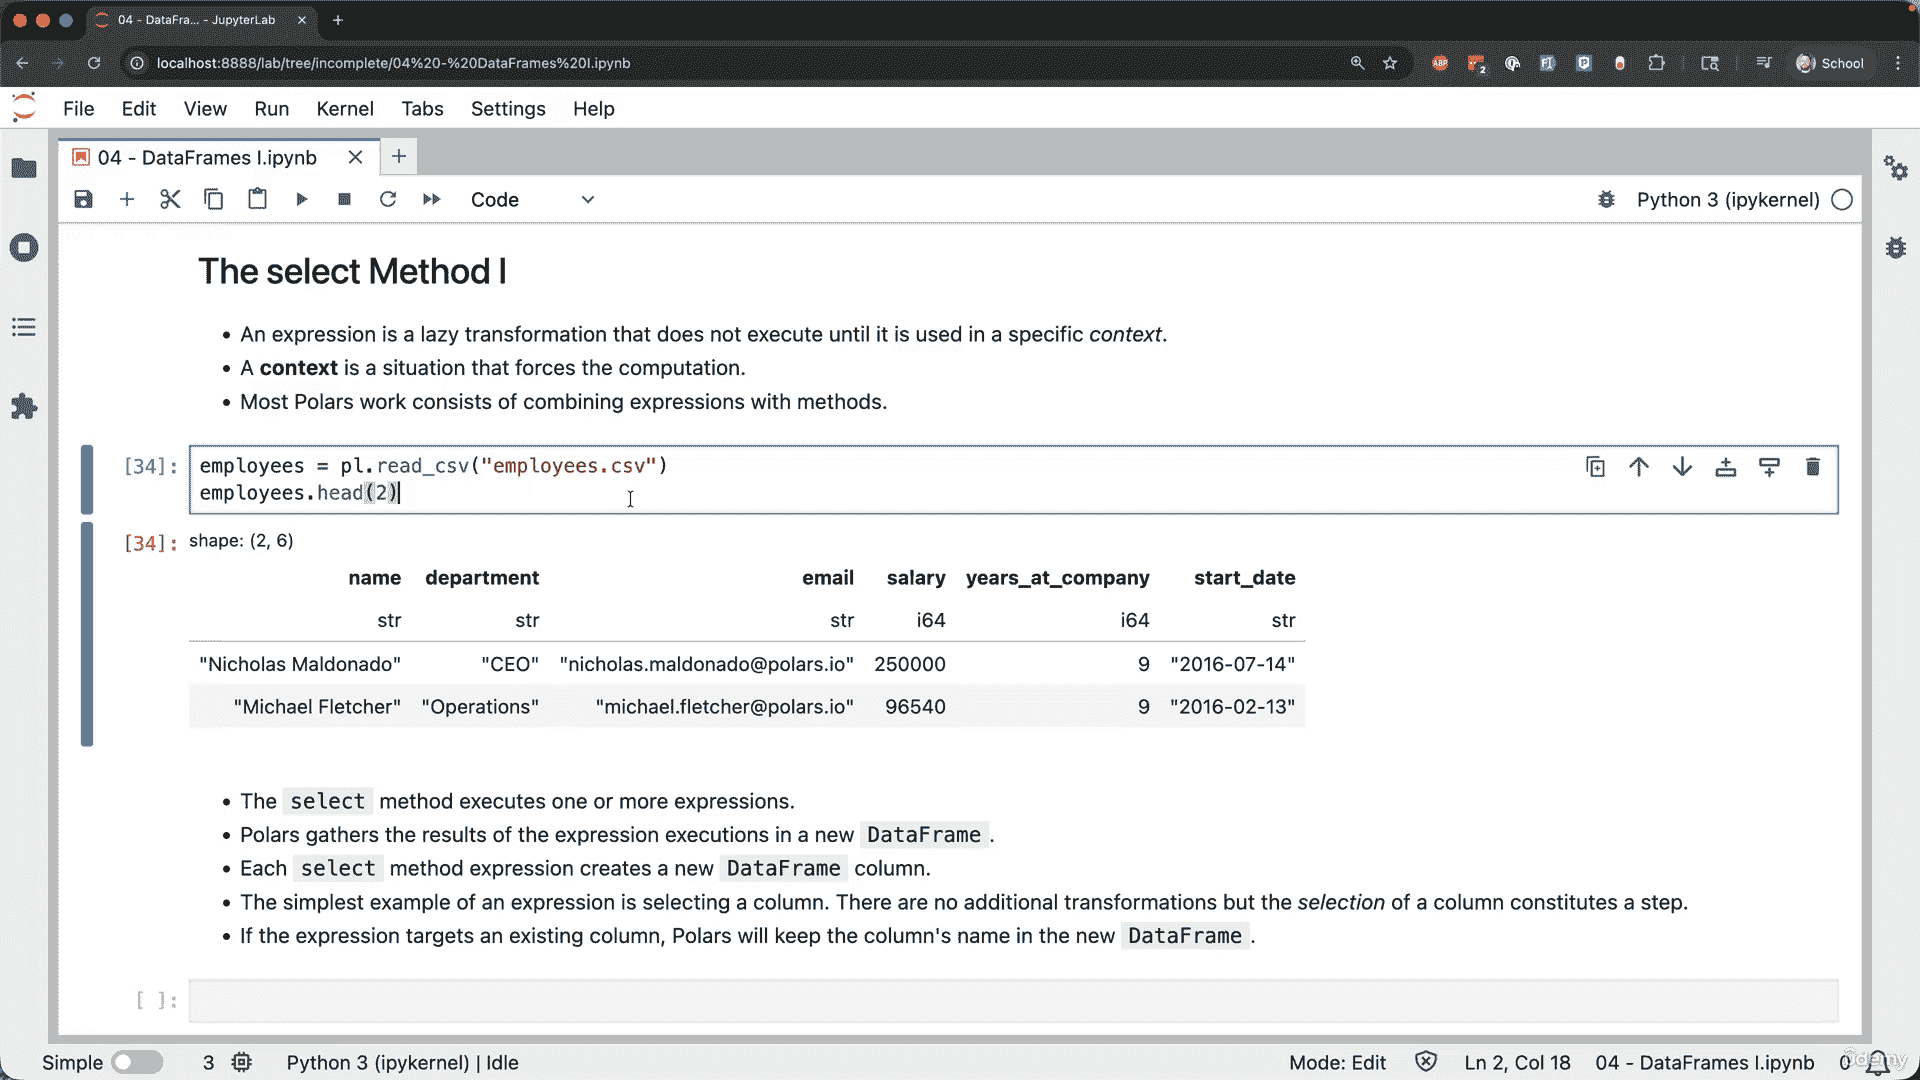 04 - DataFra... - JupyterLab
localhost:8888/lab/tree/incomplete/04%20-%20DataFrames%20I.ipynb
ABP
2
School
File Edit View Run Kernel Tabs Settings Help
04 - DataFrames I.ipynb
Code
Python 3 (ipykernel)
The select Method I
• An expression is a lazy transformation that does not execute until it is used in a specific context.
• A context is a situation that forces the computation.
• Most Polars work consists of combining expressions with methods.
[34]: employees = pl.read_csv("employees.csv")
employees.head(2)
[34]: shape: (2, 6)
name department email salary years_at_company start_date
str str str i64 i64 str
"Nicholas Maldonado" "CEO" "nicholas.maldonado@polars.io" 250000 9 "2016-07-14"
"Michael Fletcher" "Operations" "michael.fletcher@polars.io" 96540 9 "2016-02-13"
• The select method executes one or more expressions.
• Polars gathers the results of the expression executions in a new DataFrame.
• Each select method expression creates a new DataFrame column.
• The simplest example of an expression is selecting a column. There are no additional transformations but the selection of a column constitutes a step.
• If the expression targets an existing column, Polars will keep the column's name in the new DataFrame.
[ ]:
Simple 3 Python 3 (ipykernel) | Idle Mode: Edit Ln 2, Col 18 04 - DataFrames I.ipynb 0
udemy